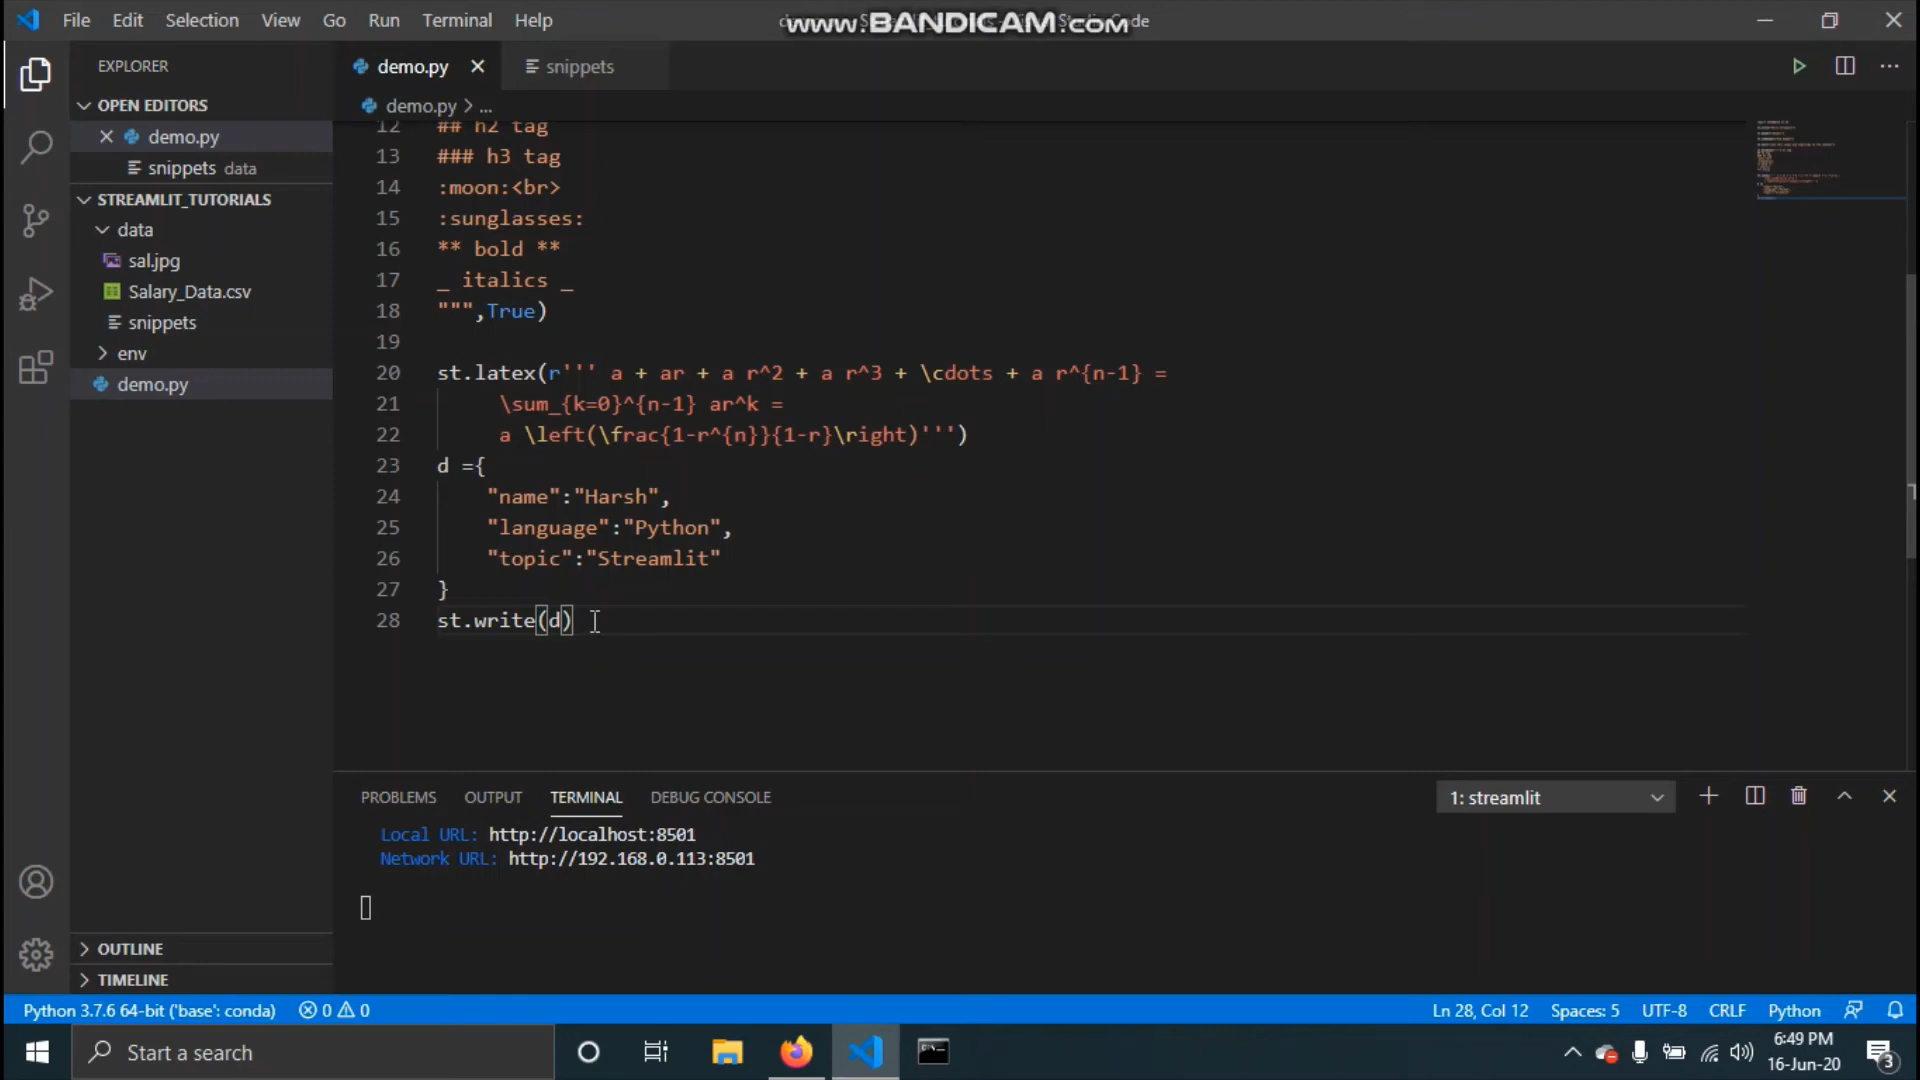 File Edit Selection View Go Run Terminal Help
www.BANDICAM.com
EXPLORER
OPEN EDITORS
demo.py
snippets data
STREAMLIT_TUTORIALS
data
sal.jpg
Salary_Data.csv
snippets
env
demo.py
OUTLINE
TIMELINE
demo.py
snippets
demo.py > ...
12 ## h2 tag
13 ### h3 tag
14 :moon:<br>
15 :sunglasses:
16 ** bold **
17 _ italics _
18 """,True)
19
20 st.latex(r''' a + ar + a r^2 + a r^3 + \cdots + a r^{n-1} =
21 \sum_{k=0}^{n-1} ar^k =
22 a \left(\frac{1-r^{n}}{1-r}\right)''')
23 d ={
24 "name":"Harsh",
25 "language":"Python",
26 "topic":"Streamlit"
27 }
28 st.write(d)
PROBLEMS OUTPUT TERMINAL DEBUG CONSOLE
1: streamlit
Local URL: http://localhost:8501
Network URL: http://192.168.0.113:8501
Python 3.7.6 64-bit ('base': conda) 0 0
Ln 28, Col 12 Spaces: 5 UTF-8 CRLF Python
Start a search
6:49 PM
16-Jun-20
3